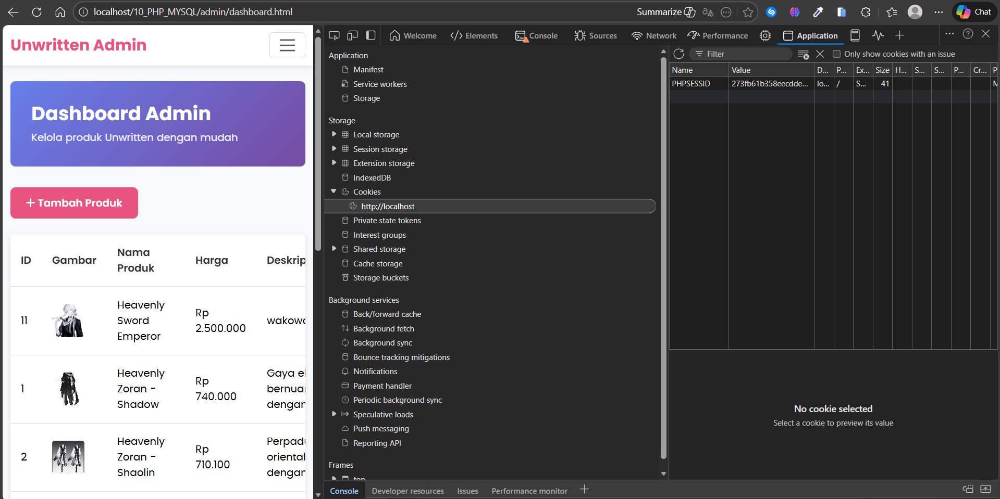 localhost/10_PHP_MYSQL/admin/dashboard.html
Summarize
Chat
Unwritten Admin
Dashboard Admin
Kelola produk Unwritten dengan mudah
+ Tambah Produk
ID Gambar Nama Produk Harga Deskrip
11 Heavenly Sword Emperor Rp 2.500.000 wakowo
1 Heavenly Zoran - Shadow Rp 740.000 Gaya el bernuan dengan
2 Heavenly Zoran - Shaolin Rp 710.100 Perpadu oriental dengan
Welcome Elements Console Sources Network Performance Application
Application
Manifest
Service workers
Storage
Storage
Local storage
Session storage
Extension storage
IndexedDB
Cookies
http://localhost
Private state tokens
Interest groups
Shared storage
Cache storage
Storage buckets
Background services
Back/forward cache
Background fetch
Background sync
Bounce tracking mitigations
Notifications
Payment handler
Periodic background sync
Speculative loads
Push messaging
Reporting API
Frames
top
Filter
Only show cookies with an issue
Name Value D... P... Ex... Size H... S... S... P... Cr... P
PHPSESSID 273fb61b358eecdde... lo... / S... 41 M
No cookie selected
Select a cookie to preview its value
Console Developer resources Issues Performance monitor